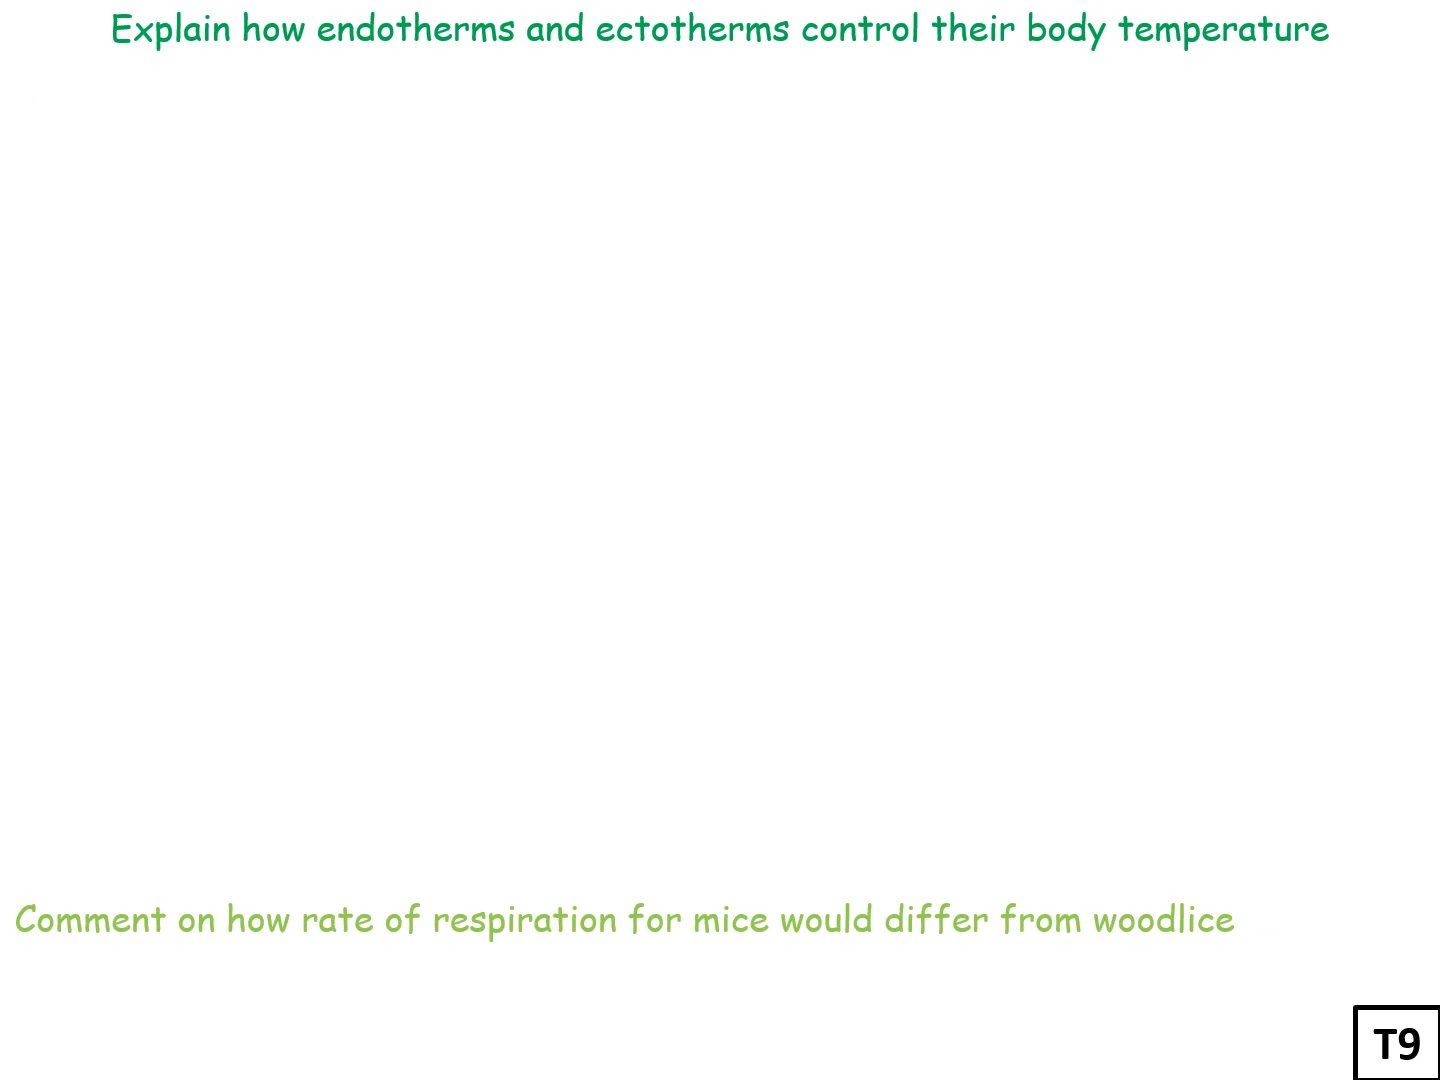 Explain how endotherms and ectotherms control their body temperature
Comment on how rate of respiration for mice would differ from woodlice
T9